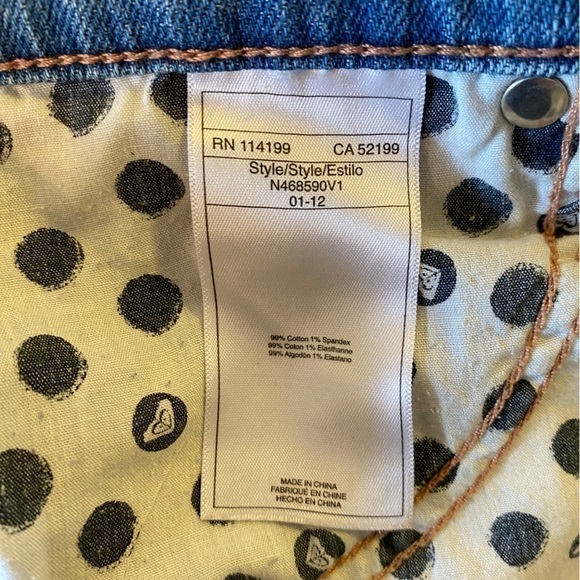 RN 114199 CA 52199
Style/Style/Estilo
N468590V1
01-12
99% Cotton 1% Spandex
99% Coton 1% Elasthanne
99% Algodón 1% Elastano
MADE IN CHINA
FABRIQUÉ EN CHINE
HECHO EN CHINA